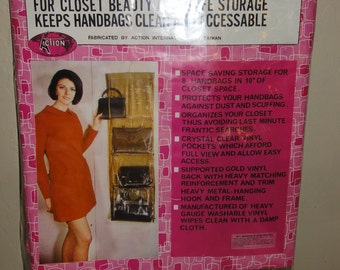 FOR CLOSET BEAUTY STORAGE
KEEPS HANDBAGS CLEAN ACCESSABLE
ACTION
FABRICATED BY ACTION TAIWAN
SPACE SAVING STORAGE FOR
8 HANDBAGS IN 10" OF
CLOSET SPACE.
PROTECTS YOUR HANDBAGS
AGAINST DUST AND SCUFFING.
ORGANIZES YOUR CLOSET
THUS AVOIDING LAST MINUTE
FRANTIC SEARCHES.
CRYSTAL CLEAR VINYL
POCKETS WHICH AFFORD
FULL VIEW AND ALLOW EASY
ACCESS.
SUPPORTED GOLD VINYL
BACK WITH HEAVY MATCHING
REINFORCEMENT AND TRIM
HEAVY METAL HANGING
HOOK AND FRAME.
MANUFACTURED OF HEAVY
GAUGE WASHABLE VINYL
WIPES CLEAN WITH A DAMP
CLOTH.